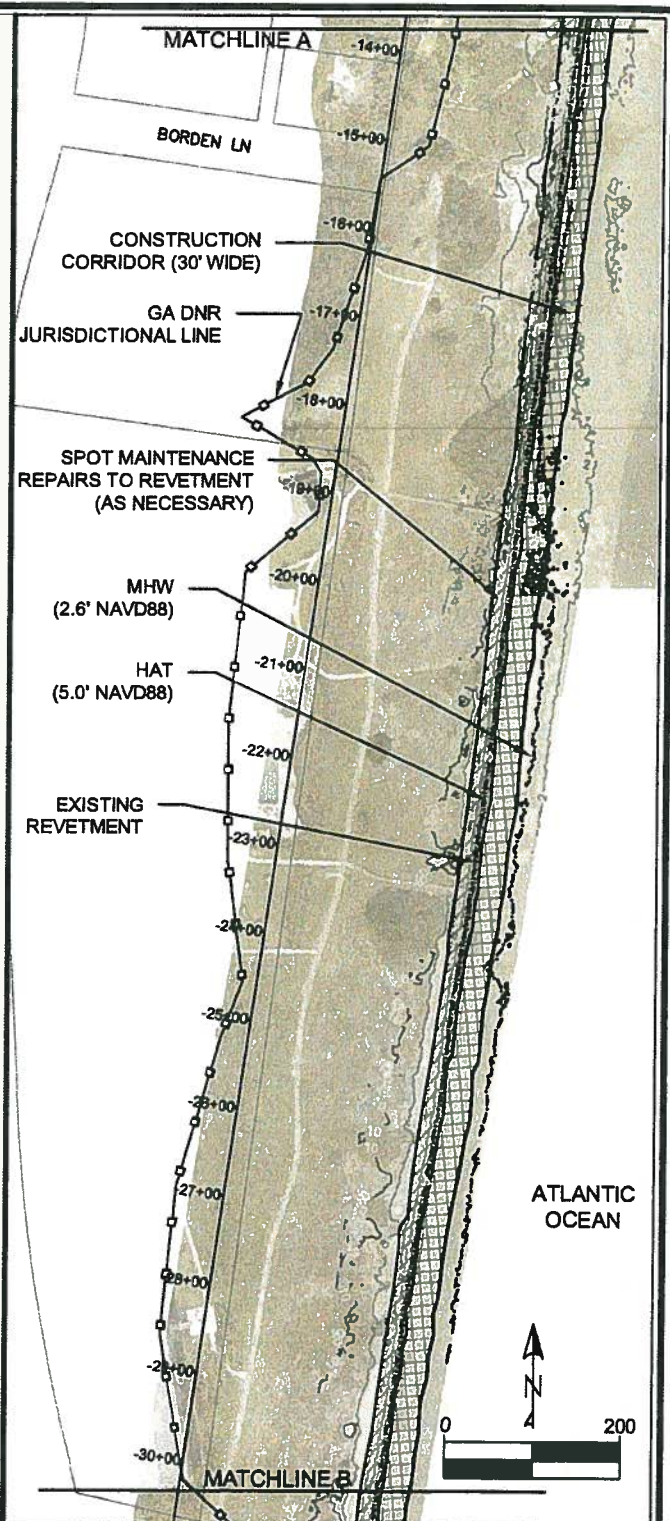 MATCHLINE A
-14+00
-15+00
BORDEN LN
-16+00
CONSTRUCTION
CORRIDOR (30' WIDE)
GA DNR
JURISDICTIONAL LINE
-17+00
-18+00
SPOT MAINTENANCE
REPAIRS TO REVETMENT
(AS NECESSARY)
-19+00
-20+00
MHW
(2.6' NAVD88)
-21+00
HAT
(5.0' NAVD88)
-22+00
EXISTING
REVETMENT
-23+00
-24+00
-25+00
-26+00
10
-27+00
ATLANTIC
OCEAN
-28+00
-29+00
N
0 200
-30+00
MATCHLINE B